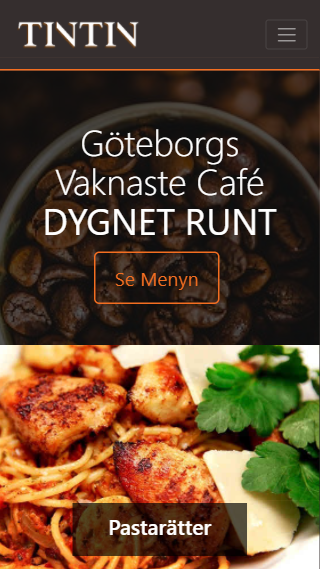 TINTIN
Göteborgs
Vaknaste Café
DYGNET RUNT
Se Menyn
Pastarätter